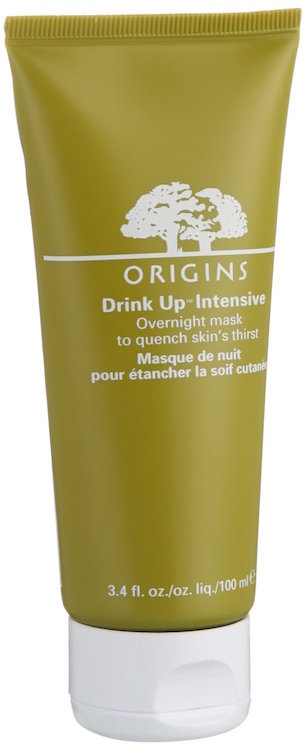 ORIGINS
Drink Up™ Intensive
Overnight mask
to quench skin's thirst
Masque de nuit
pour étancher la soif cutanée
3.4 fl. oz./oz. liq./100 ml ℮